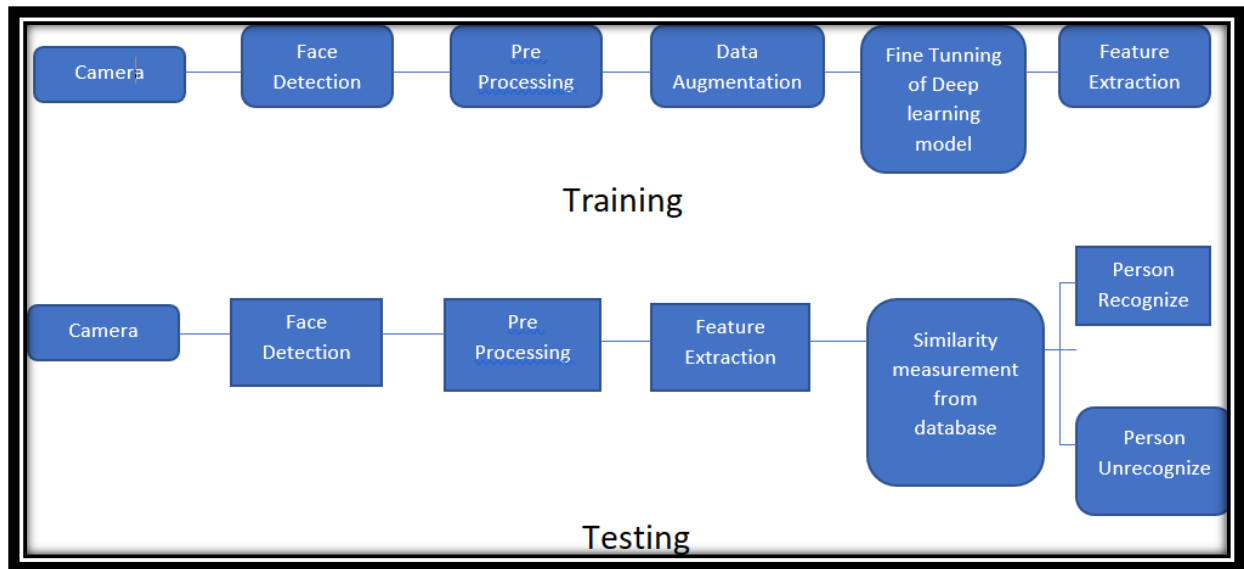 Camera
Face
Detection
Pre
Processing
Data
Augmentation
Fine Tunning
of Deep
learning
model
Feature
Extraction
Training
Camera
Face
Detection
Pre
Processing
Feature
Extraction
Similarity
measurement
from
database
Person
Recognize
Person
Unrecognize
Testing